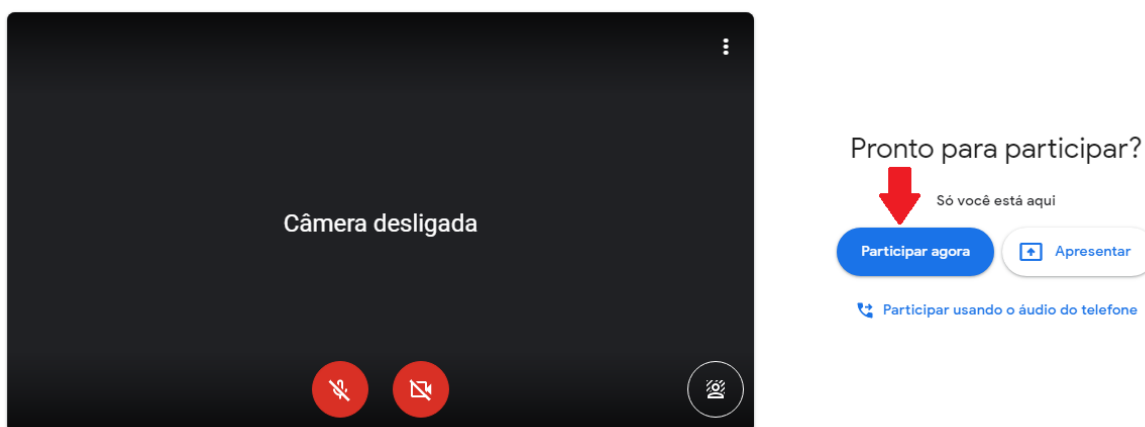 Câmera desligada
Pronto para participar?
Só você está aqui
Participar agora
Apresentar
Participar usando o áudio do telefone